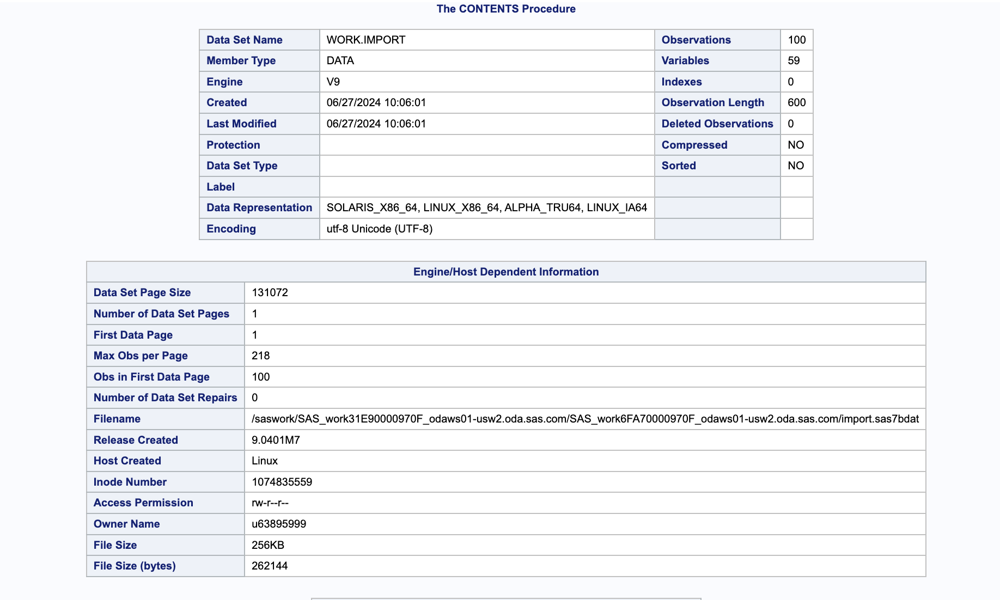 The CONTENTS Procedure
Data Set Name WORK.IMPORT Observations 100
Member Type DATA Variables 59
Engine V9 Indexes 0
Created 06/27/2024 10:06:01 Observation Length 600
Last Modified 06/27/2024 10:06:01 Deleted Observations 0
Protection Compressed NO
Data Set Type Sorted NO
Label
Data Representation SOLARIS_X86_64, LINUX_X86_64, ALPHA_TRU64, LINUX_IA64
Encoding utf-8 Unicode (UTF-8)
Engine/Host Dependent Information
Data Set Page Size 131072
Number of Data Set Pages 1
First Data Page 1
Max Obs per Page 218
Obs in First Data Page 100
Number of Data Set Repairs 0
Filename /saswork/SAS_work31E90000970F_odaws01-usw2.oda.sas.com/SAS_work6FA70000970F_odaws01-usw2.oda.sas.com/import.sas7bdat
Release Created 9.0401M7
Host Created Linux
Inode Number 1074835559
Access Permission rw-r--r--
Owner Name u63895999
File Size 256KB
File Size (bytes) 262144